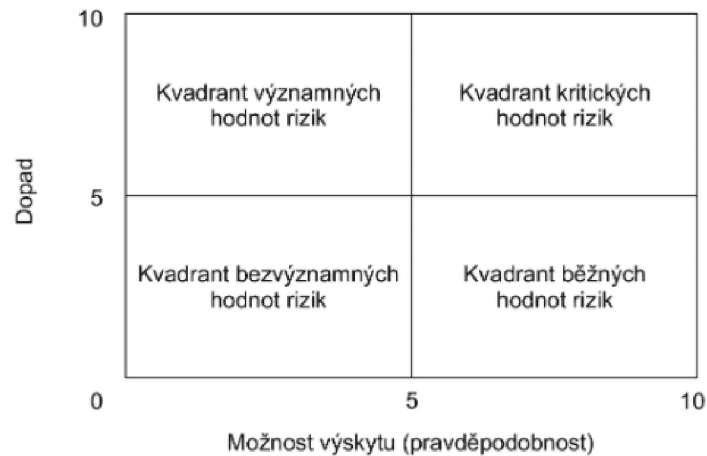 10
Kvadrant významných
hodnot rizik
Kvadrant kritických
hodnot rizik
Dopad
5
Kvadrant bezvýznamných
hodnot rizik
Kvadrant běžných
hodnot rizik
0
5
10
Možnost výskytu (pravděpodobnost)